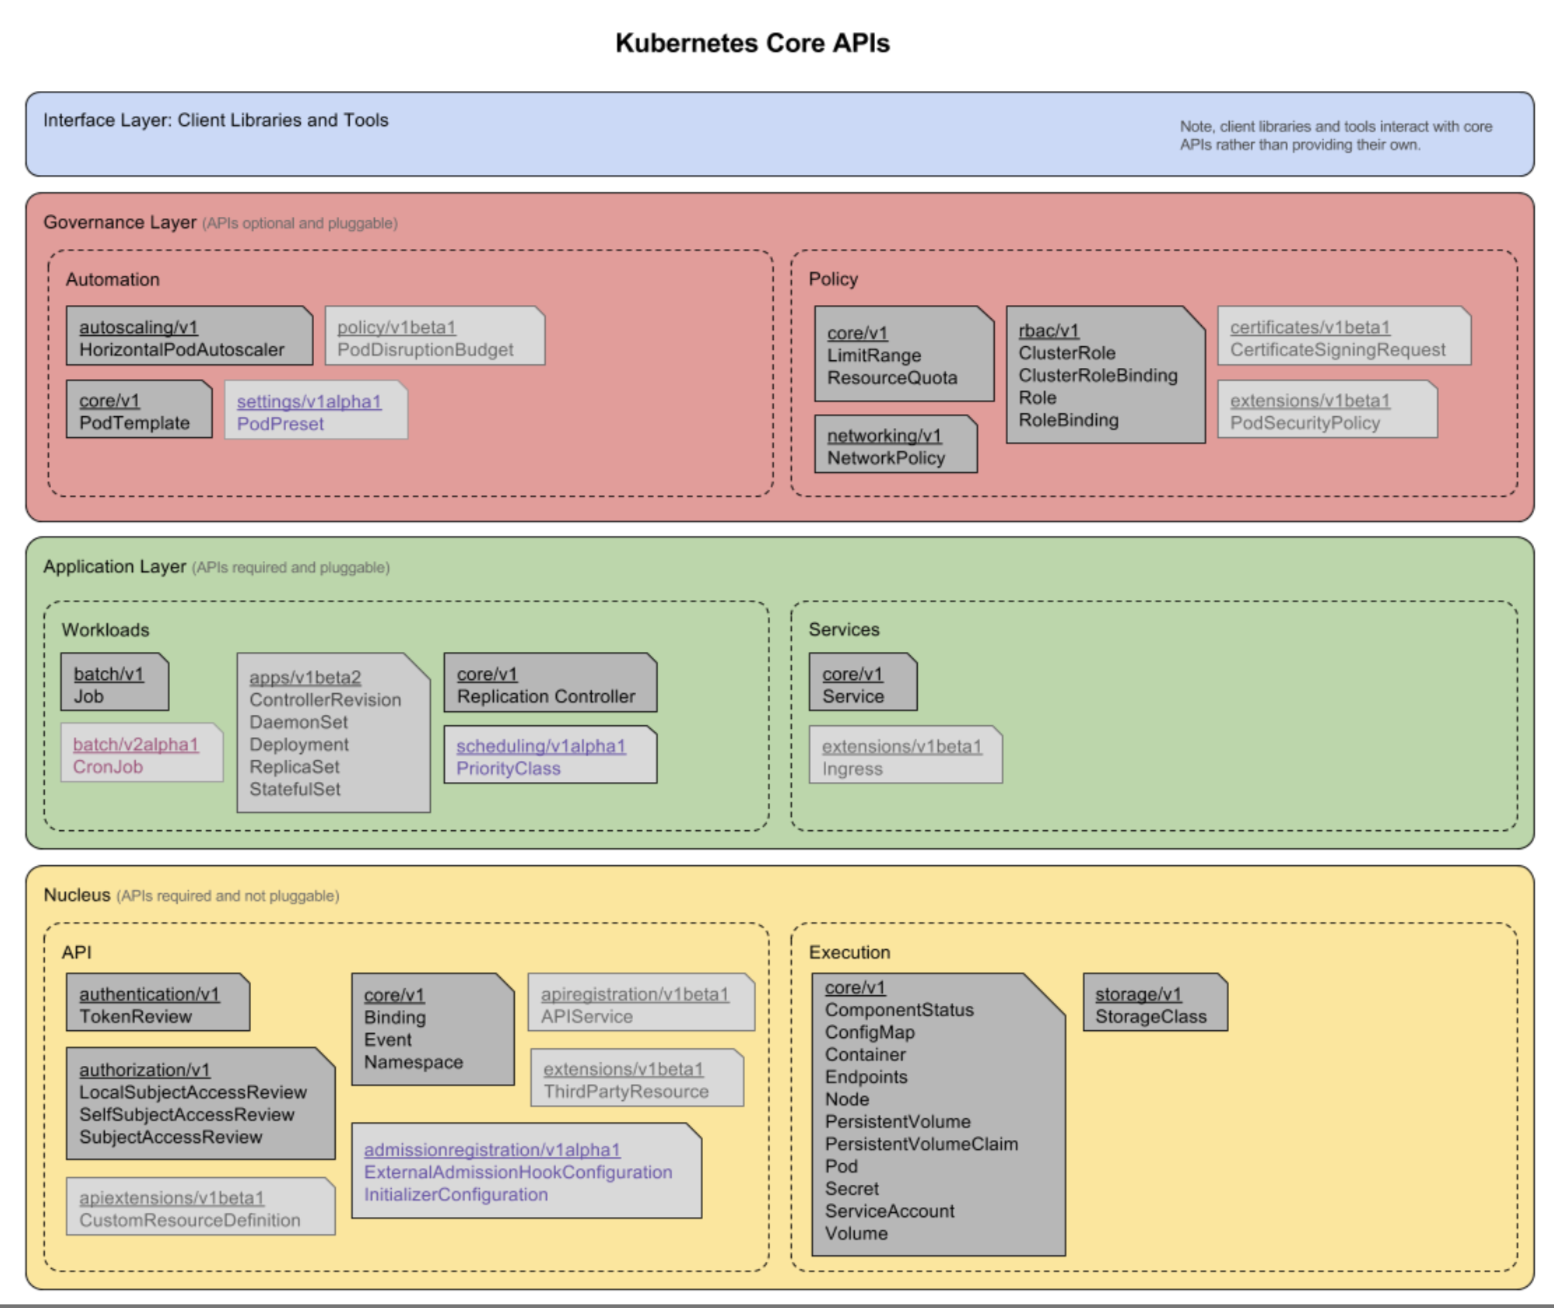 Kubernetes Core APIs
Interface Layer: Client Libraries and Tools
Note, client libraries and tools interact with core
APIs rather than providing their own.
Governance Layer (APIs optional and pluggable)
Automation
autoscaling/v1
HorizontalPodAutoscaler
policy/v1beta1
PodDisruptionBudget
core/v1
PodTemplate
settings/v1alpha1
PodPreset
Policy
core/v1
LimitRange
ResourceQuota
networking/v1
NetworkPolicy
rbac/v1
ClusterRole
ClusterRoleBinding
Role
RoleBinding
certificates/v1beta1
CertificateSigningRequest
extensions/v1beta1
PodSecurityPolicy
Application Layer (APIs required and pluggable)
Workloads
batch/v1
Job
batch/v2alpha1
CronJob
apps/v1beta2
ControllerRevision
DaemonSet
Deployment
ReplicaSet
StatefulSet
core/v1
Replication Controller
scheduling/v1alpha1
PriorityClass
Services
core/v1
Service
extensions/v1beta1
Ingress
Nucleus (APIs required and not pluggable)
API
authentication/v1
TokenReview
authorization/v1
LocalSubjectAccessReview
SelfSubjectAccessReview
SubjectAccessReview
apiextensions/v1beta1
CustomResourceDefinition
core/v1
Binding
Event
Namespace
apiregistration/v1beta1
APIService
extensions/v1beta1
ThirdPartyResource
admissionregistration/v1alpha1
ExternalAdmissionHookConfiguration
InitializerConfiguration
Execution
core/v1
ComponentStatus
ConfigMap
Container
Endpoints
Node
PersistentVolume
PersistentVolumeClaim
Pod
Secret
ServiceAccount
Volume
storage/v1
StorageClass